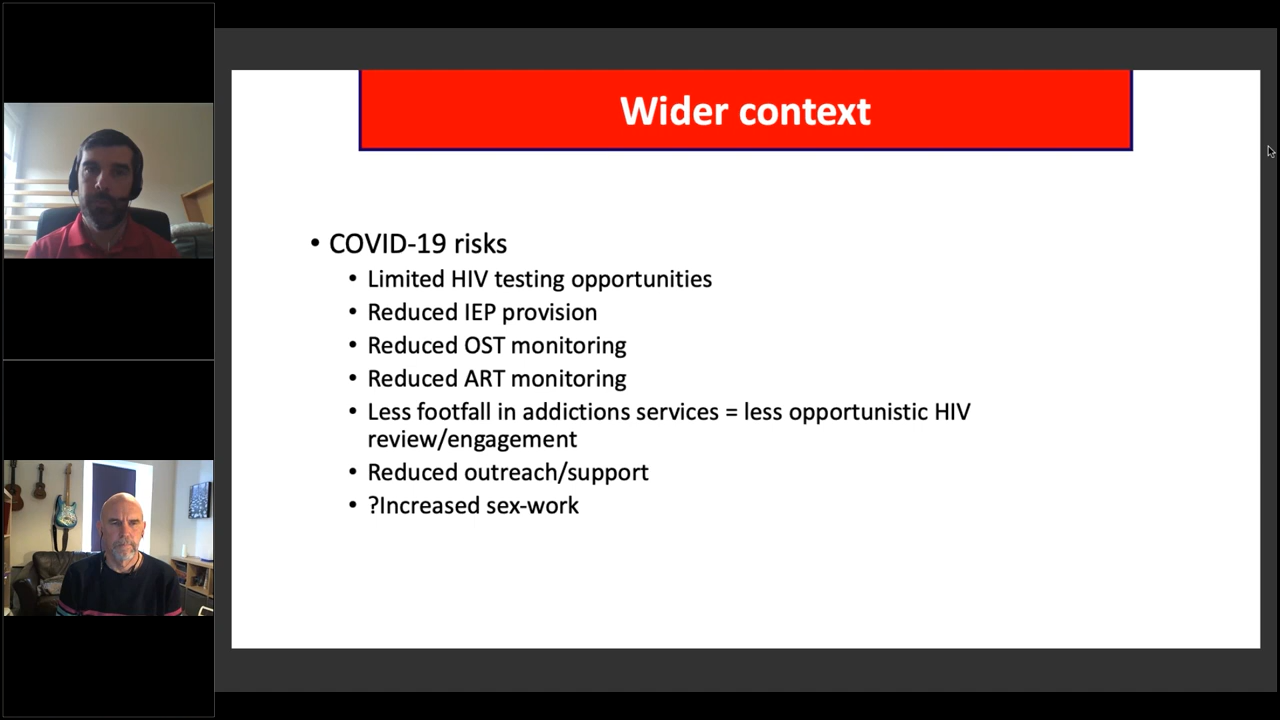 Wider context
• COVID-19 risks
• Limited HIV testing opportunities
• Reduced IEP provision
• Reduced OST monitoring
• Reduced ART monitoring
• Less footfall in addictions services = less opportunistic HIV
review/engagement
• Reduced outreach/support
• ?Increased sex-work